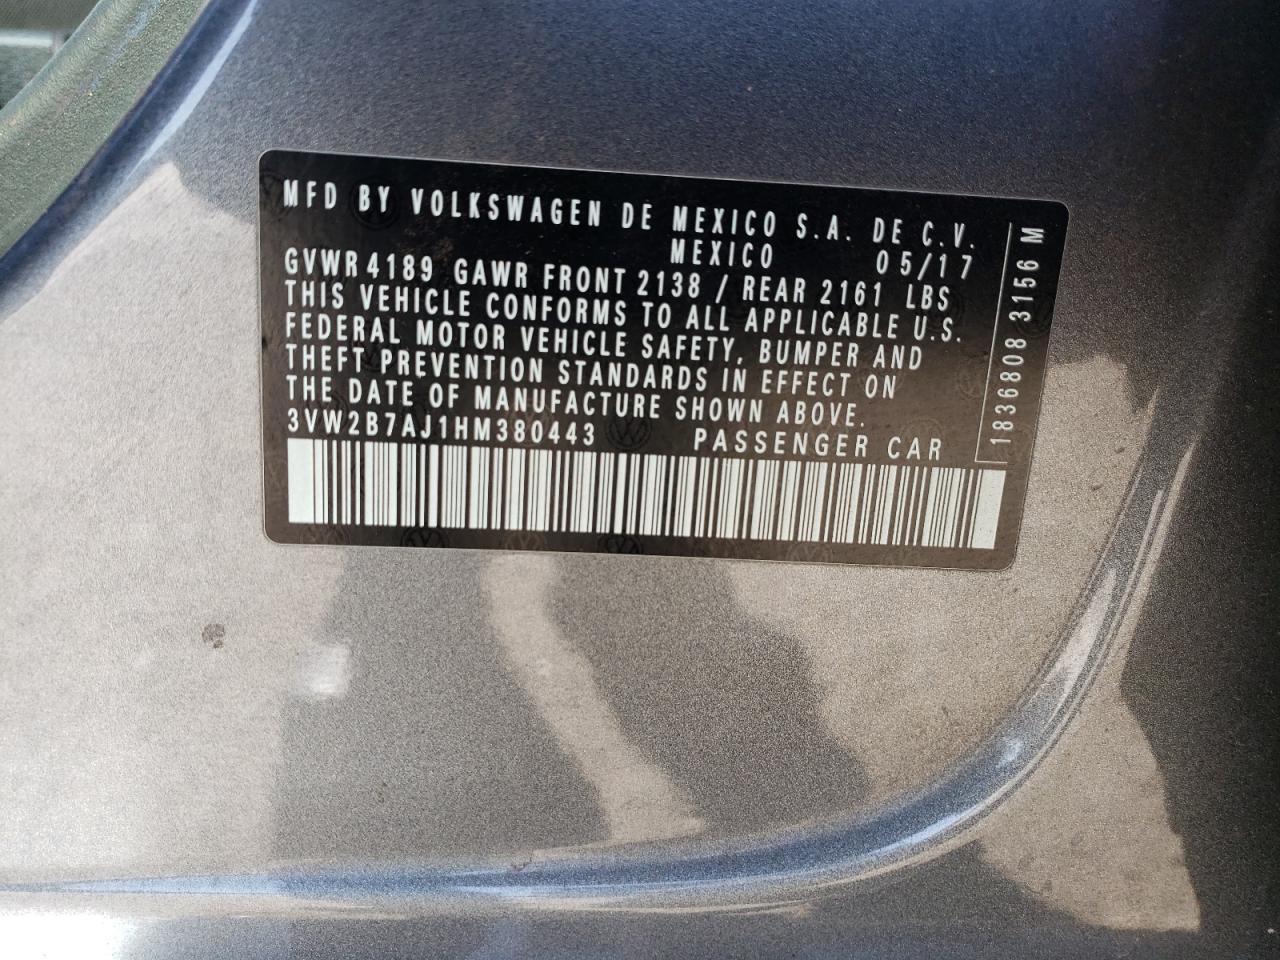 MFD BY VOLKSWAGEN DE MEXICO S.A. DE C.V.
MEXICO 05/17
GVWR 4189 GAWR FRONT 2138 / REAR 2161 LBS
THIS VEHICLE CONFORMS TO ALL APPLICABLE U.S.
FEDERAL MOTOR VEHICLE SAFETY, BUMPER AND
THEFT PREVENTION STANDARDS IN EFFECT ON
THE DATE OF MANUFACTURE SHOWN ABOVE.
3VW2B7AJ1HM380443 PASSENGER CAR
1836808 3156 M